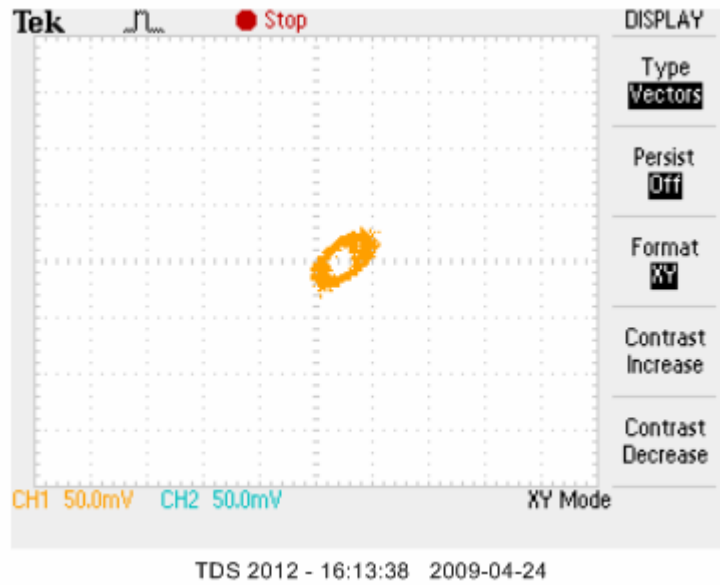 Tek Stop DISPLAY
Type
Vectors
Persist
Off
Format
XY
Contrast
Increase
Contrast
Decrease
CH1 50.0mV CH2 50.0mV XY Mode
TDS 2012 - 16:13:38 2009-04-24